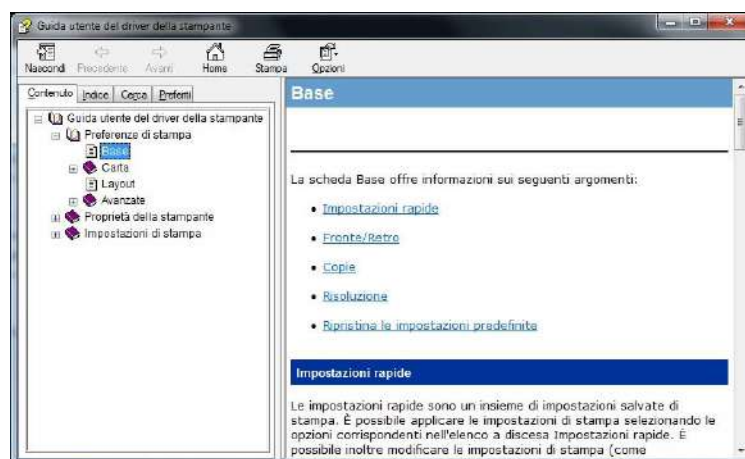 Guida utente del driver della stampante
Nascondi Precedente Avanti Home Stampa Opzioni
Contenuto Indice Cerca Preferiti
Guida utente del driver della stampante
Preferenze di stampa
Base
Carta
Layout
Avanzate
Proprietà della stampante
Impostazioni di stampa
Base
La scheda Base offre informazioni sui seguenti argomenti:
• Impostazioni rapide
• Fronte/Retro
• Copie
• Risoluzione
• Ripristina le impostazioni predefinite
Impostazioni rapide
Le impostazioni rapide sono un insieme di impostazioni salvate di
stampa. È possibile applicare le impostazioni di stampa selezionando le
opzioni corrispondenti nell'elenco a discesa Impostazioni rapide. È
possibile inoltre modificare le impostazioni di stampa (come